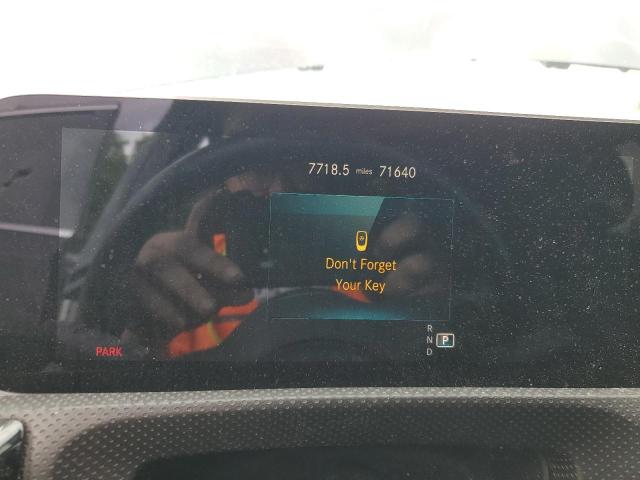 7718.5 miles 71640
Don't Forget
Your Key
R
N P
D
PARK